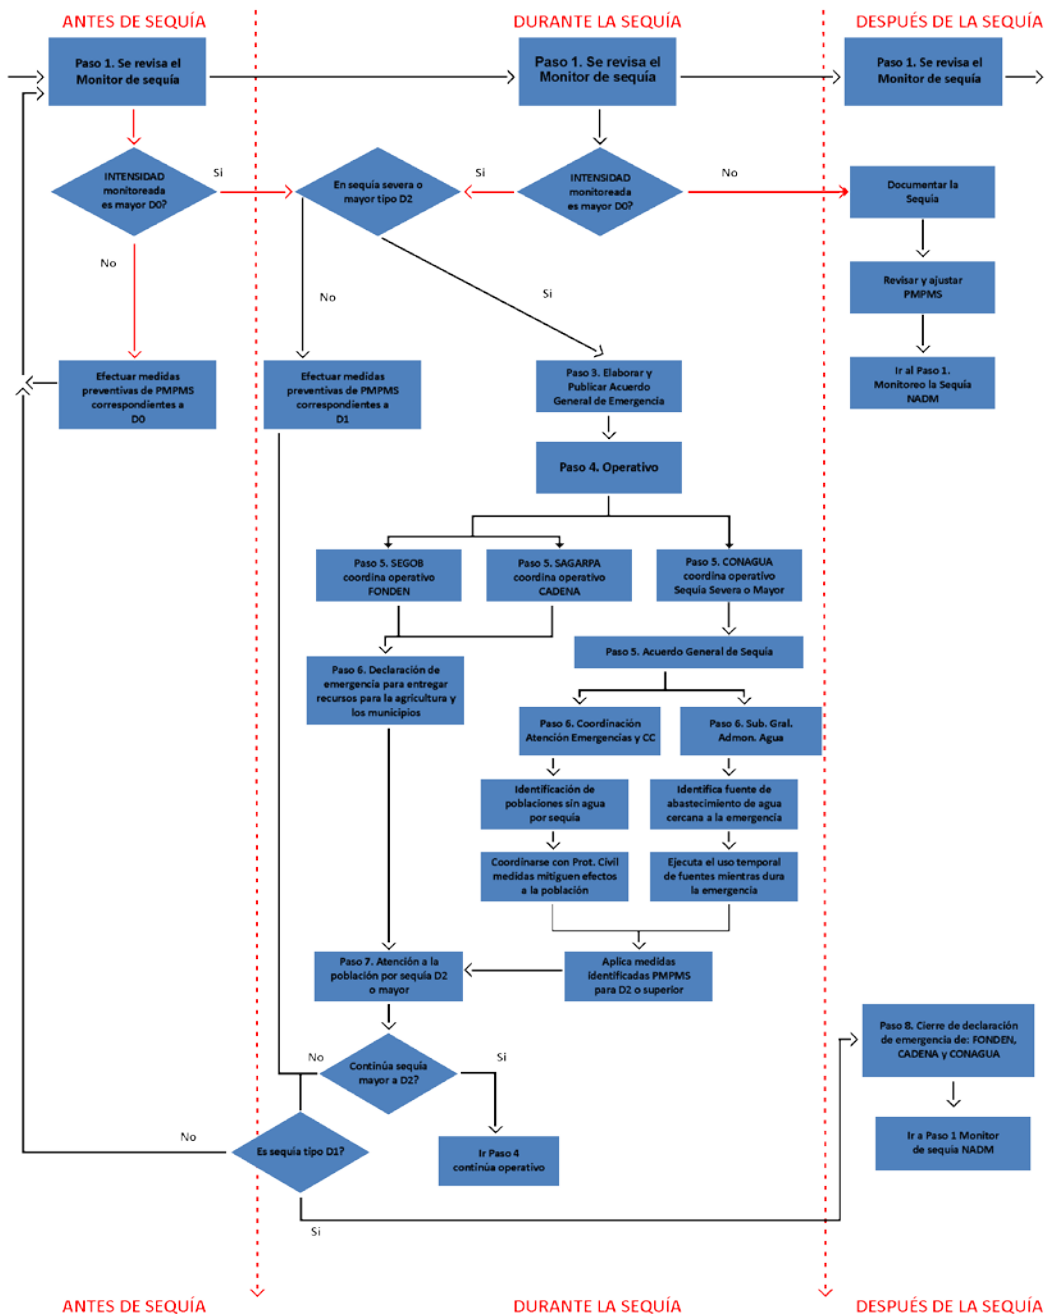 ANTES DE SEQUÍA
DURANTE LA SEQUÍA
DESPUÉS DE LA SEQUÍA
Paso 1. Se revisa el
Monitor de sequía
Paso 1. Se revisa el
Monitor de sequía
Paso 1. Se revisa el
Monitor de sequía
INTENSIDAD
monitoreada
es mayor D0?
Si
En sequía severa o
mayor tipo D2
Si
INTENSIDAD
monitoreada
es mayor D0?
No
Documentar la
Sequía
No
No
Si
Revisar y ajustar
PMPMS
Efectuar medidas
preventivas de PMPMS
correspondientes a
D0
Efectuar medidas
preventivas de PMPMS
correspondientes a
D1
Paso 3. Elaborar y
Publicar Acuerdo
General de Emergencia
Ir al Paso 1.
Monitoreo la Sequía
NADM
Paso 4. Operativo
Paso 5. SEGOB
coordina operativo
FONDEN
Paso 5. SAGARPA
coordina operativo
CADENA
Paso 5. CONAGUA
coordina operativo
Sequía Severa o Mayor
Paso 5. Acuerdo General de Sequía
Paso 6. Declaración de
emergencia para entregar
recursos para la agricultura y
los municipios
Paso 6. Coordinación
Atención Emergencias y CC
Paso 6. Sub. Gral.
Admon. Agua
Identificación de
poblaciones sin agua
por sequía
Identifica fuente de
abastecimiento de agua
cercana a la emergencia
Coordinarse con Prot. Civil
medidas mitiguen efectos
a la población
Ejecuta el uso temporal
de fuentes mientras dura
la emergencia
Paso 7. Atención a la
población por sequía D2
o mayor
Aplica medidas
identificadas PMPMS
para D2 o superior
Paso 8. Cierre de declaración
de emergencia de: FONDEN,
CADENA y CONAGUA
No
Continúa sequía
mayor a D2?
Si
No
Es sequía tipo D1?
Ir Paso 4
continúa operativo
Ir a Paso 1 Monitor
de sequía NADM
Si
ANTES DE SEQUÍA
DURANTE LA SEQUÍA
DESPUÉS DE LA SEQUÍA